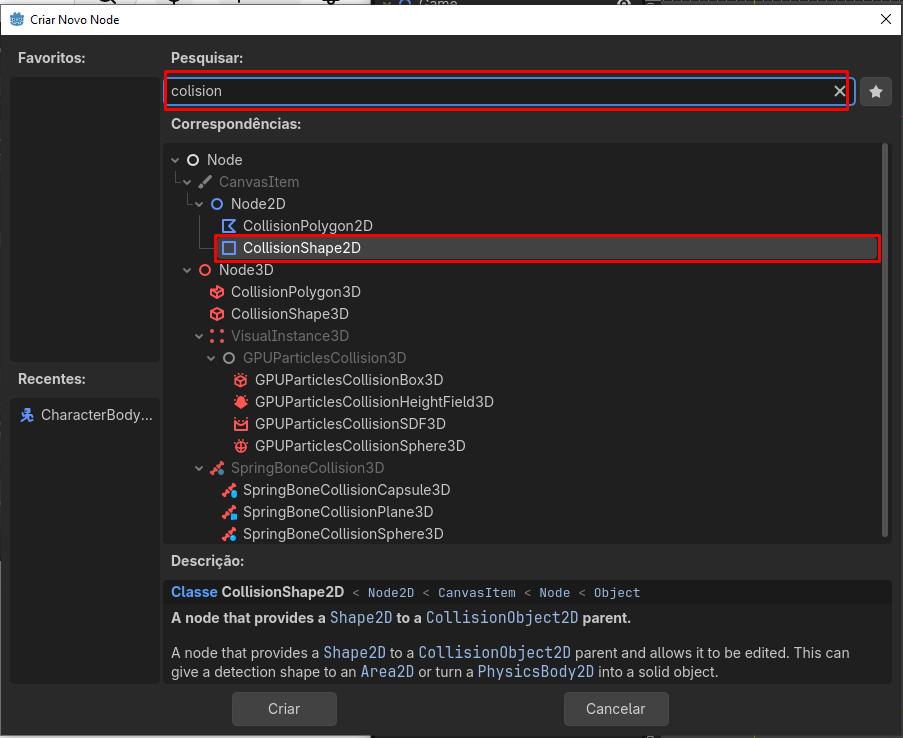 Game
Criar Novo Node
Favoritos:
Pesquisar:
colision
Correspondências:
Node
CanvasItem
Node2D
CollisionPolygon2D
CollisionShape2D
Node3D
CollisionPolygon3D
CollisionShape3D
VisualInstance3D
GPUParticlesCollision3D
GPUParticlesCollisionBox3D
GPUParticlesCollisionHeightField3D
GPUParticlesCollisionSDF3D
GPUParticlesCollisionSphere3D
SpringBoneCollision3D
SpringBoneCollisionCapsule3D
SpringBoneCollisionPlane3D
SpringBoneCollisionSphere3D
Recentes:
CharacterBody...
Descrição:
Classe CollisionShape2D < Node2D < CanvasItem < Node < Object
A node that provides a Shape2D to a CollisionObject2D parent.
A node that provides a Shape2D to a CollisionObject2D parent and allows it to be edited. This can
give a detection shape to an Area2D or turn a PhysicsBody2D into a solid object.
Criar
Cancelar